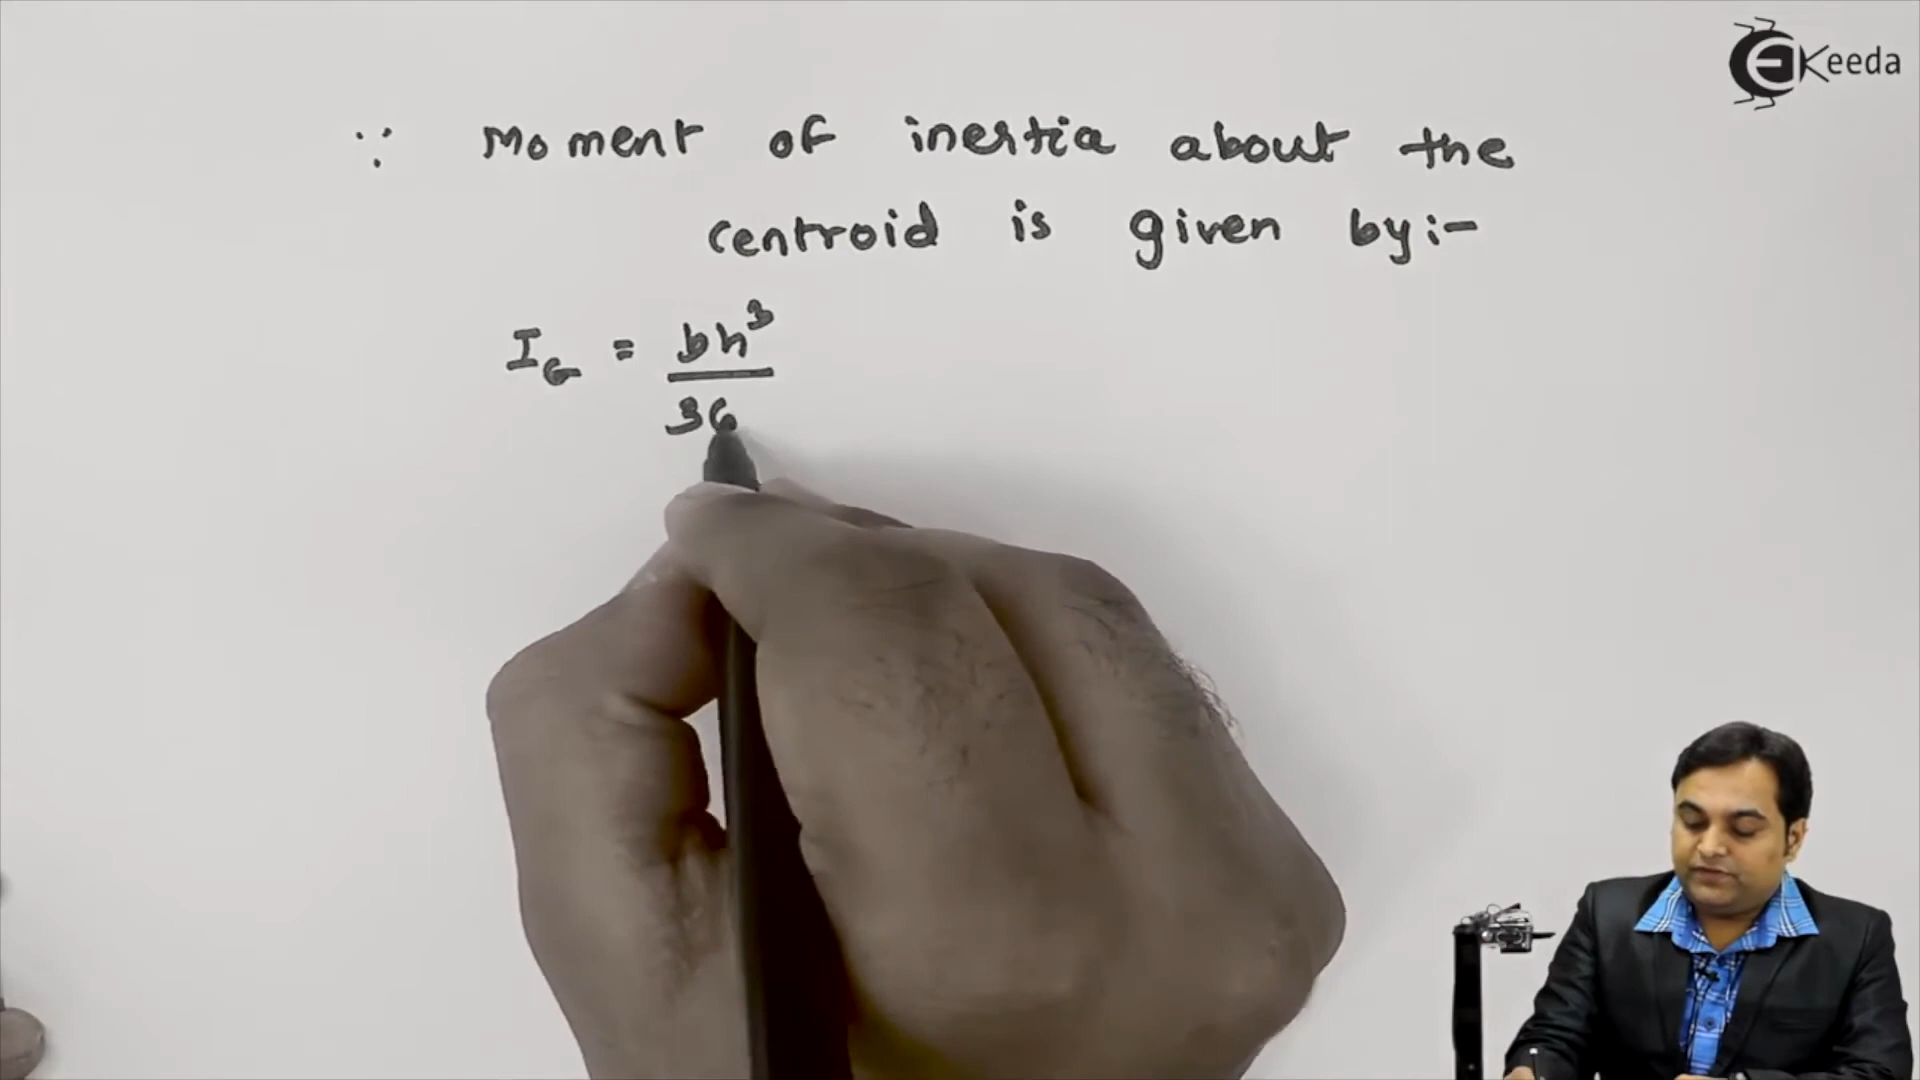 EKeeda
∵ Moment of inertia about the
centroid is given by:-
I_G = bh³/36